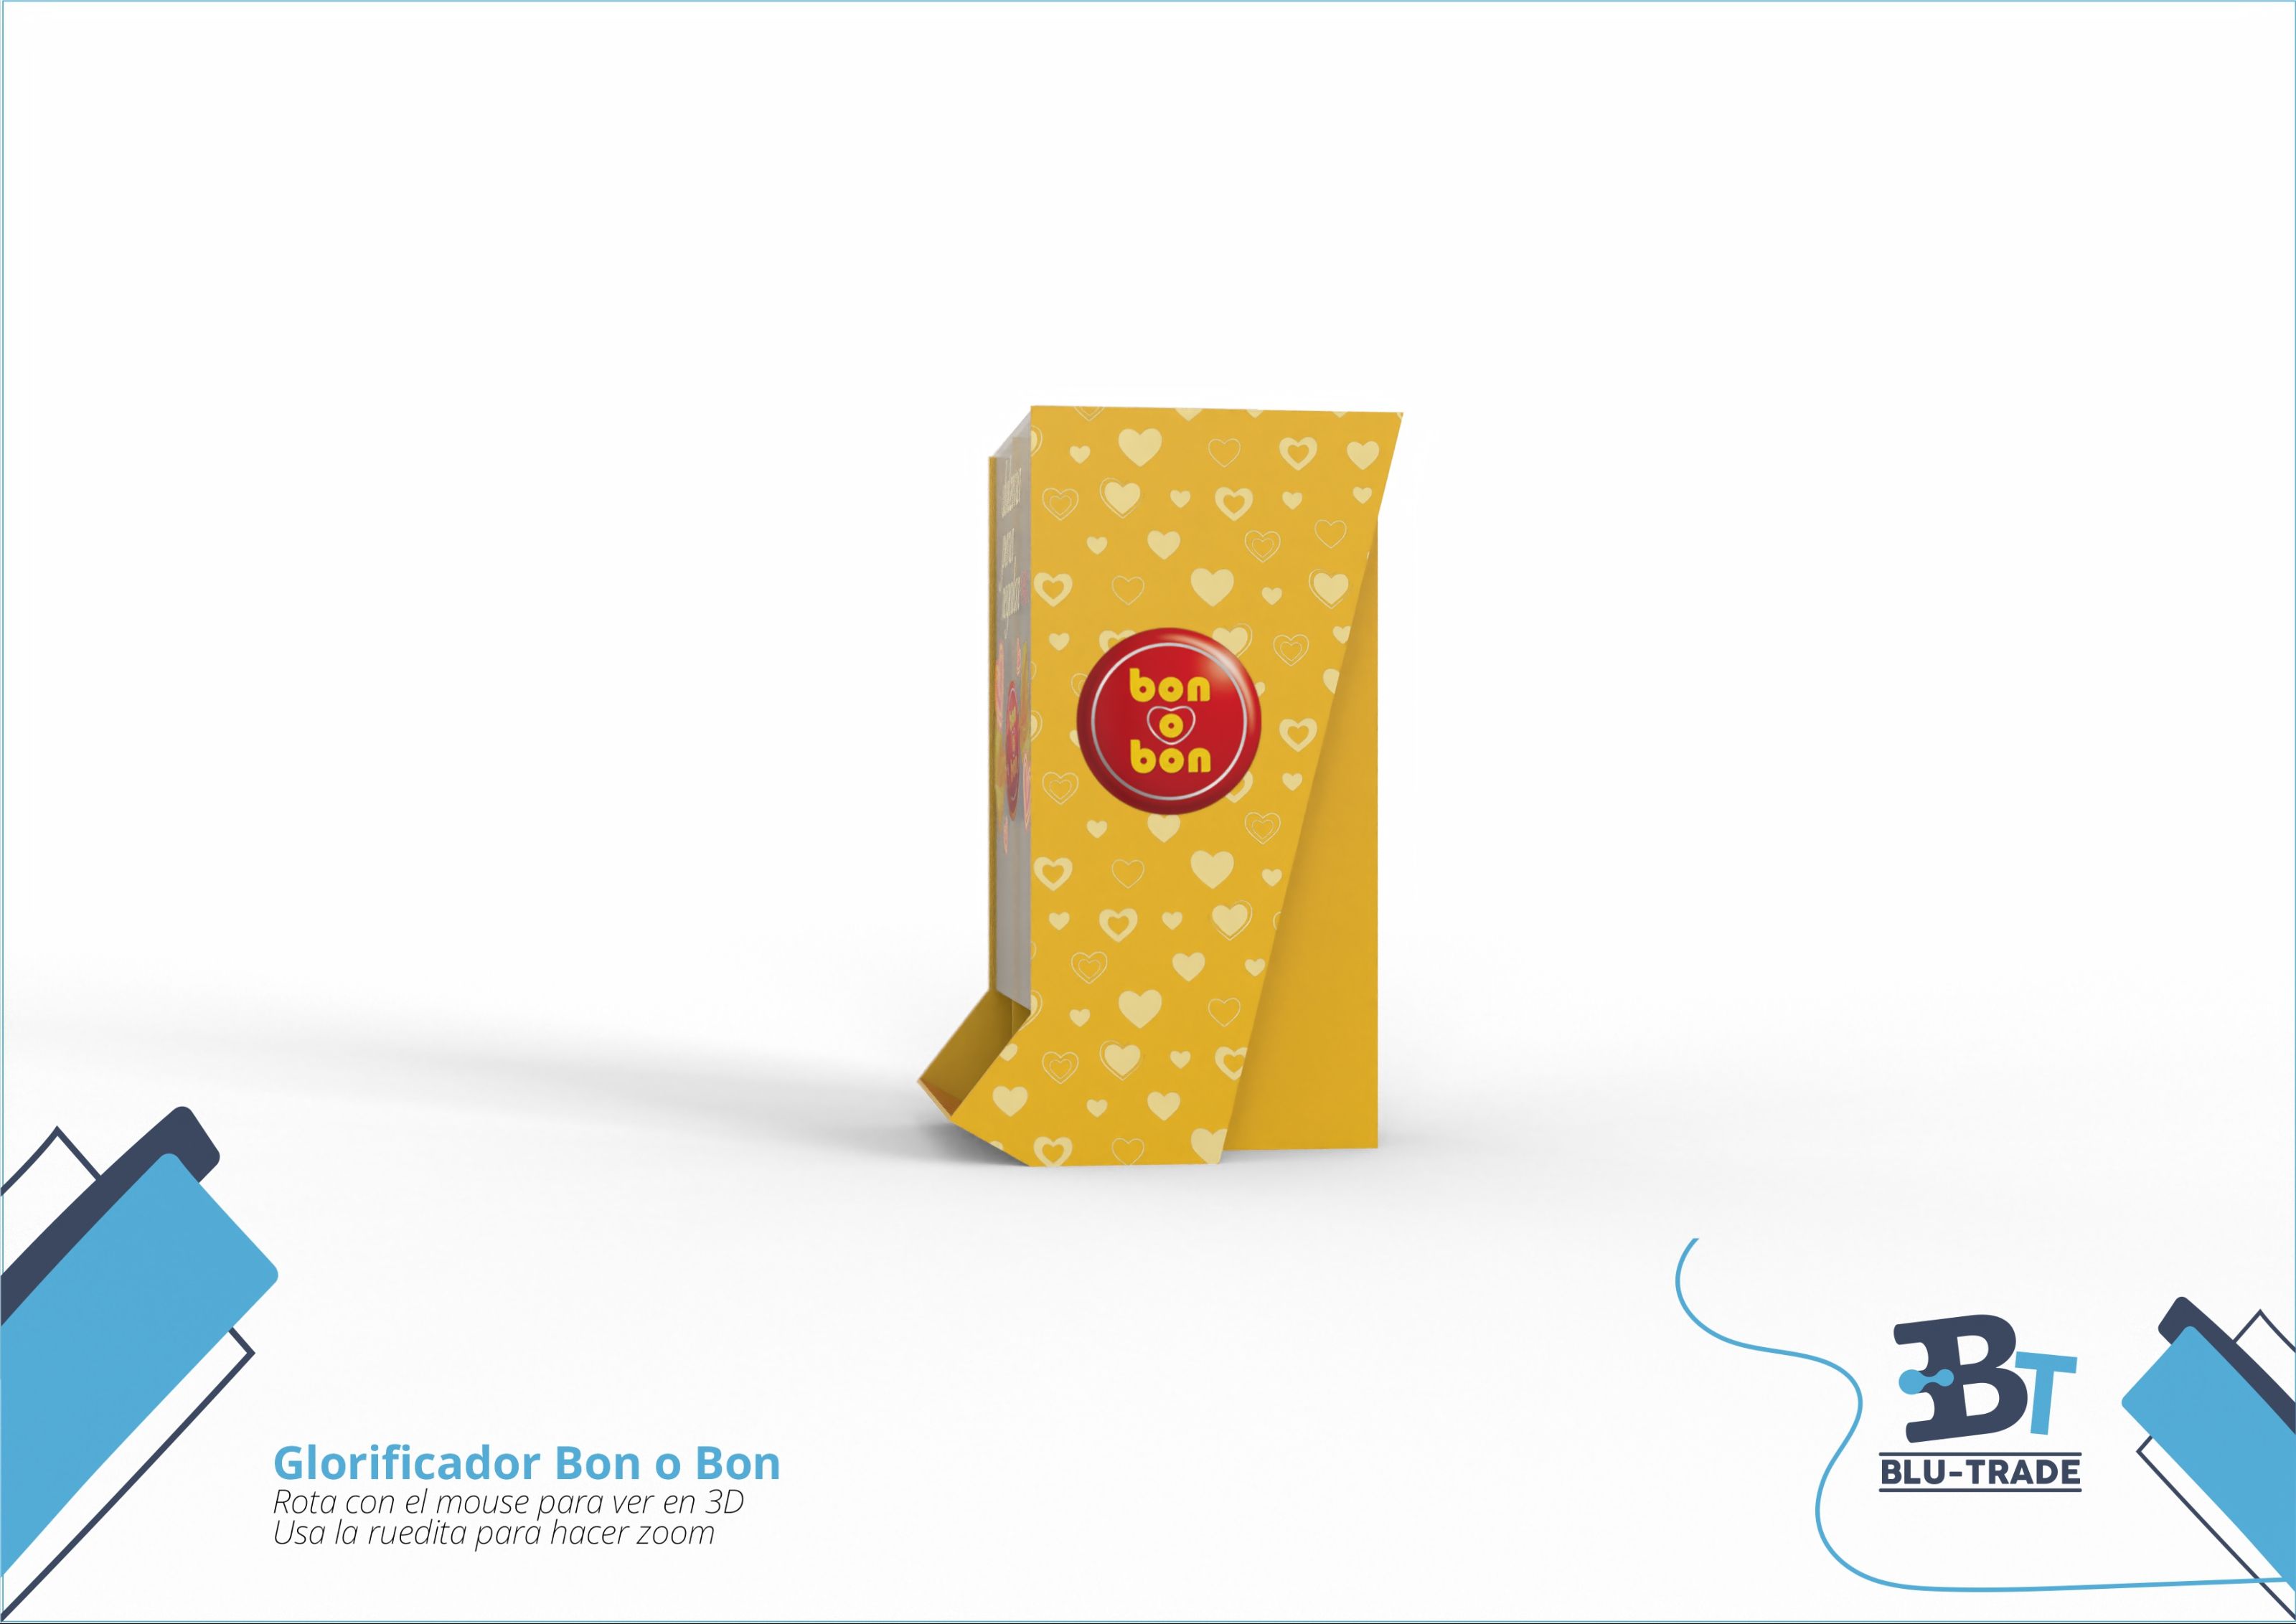 bon
o
bon
Glorificador Bon o Bon
Rota con el mouse para ver en 3D
Usa la ruedita para hacer zoom
BT
BLU-TRADE